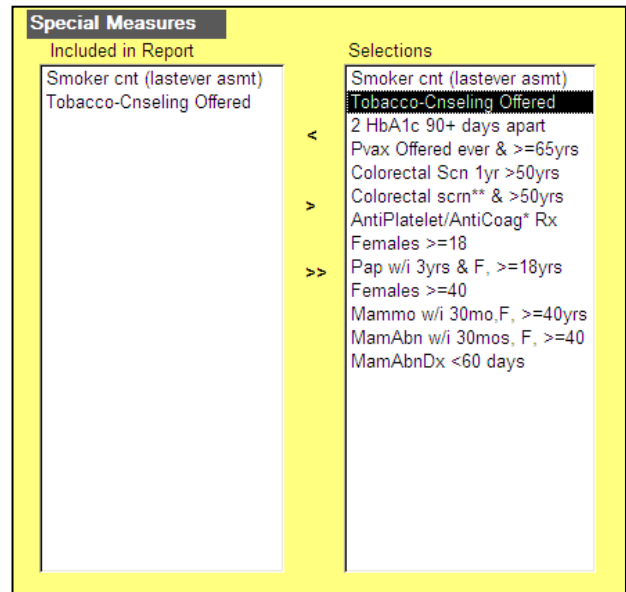 Special Measures
Included in Report
Smoker cnt (lastever asmt)
Tobacco-Cnseling Offered
<
>
>>
Selections
Smoker cnt (lastever asmt)
Tobacco-Cnseling Offered
2 HbA1c 90+ days apart
Pvax Offered ever & >=65yrs
Colorectal Scn 1yr >50yrs
Colorectal scrn** & >50yrs
AntiPlatelet/AntiCoag* Rx
Females >=18
Pap w/i 3yrs & F, >=18yrs
Females >=40
Mammo w/i 30mo,F, >=40yrs
MamAbn w/i 30mos, F, >=40
MamAbnDx <60 days